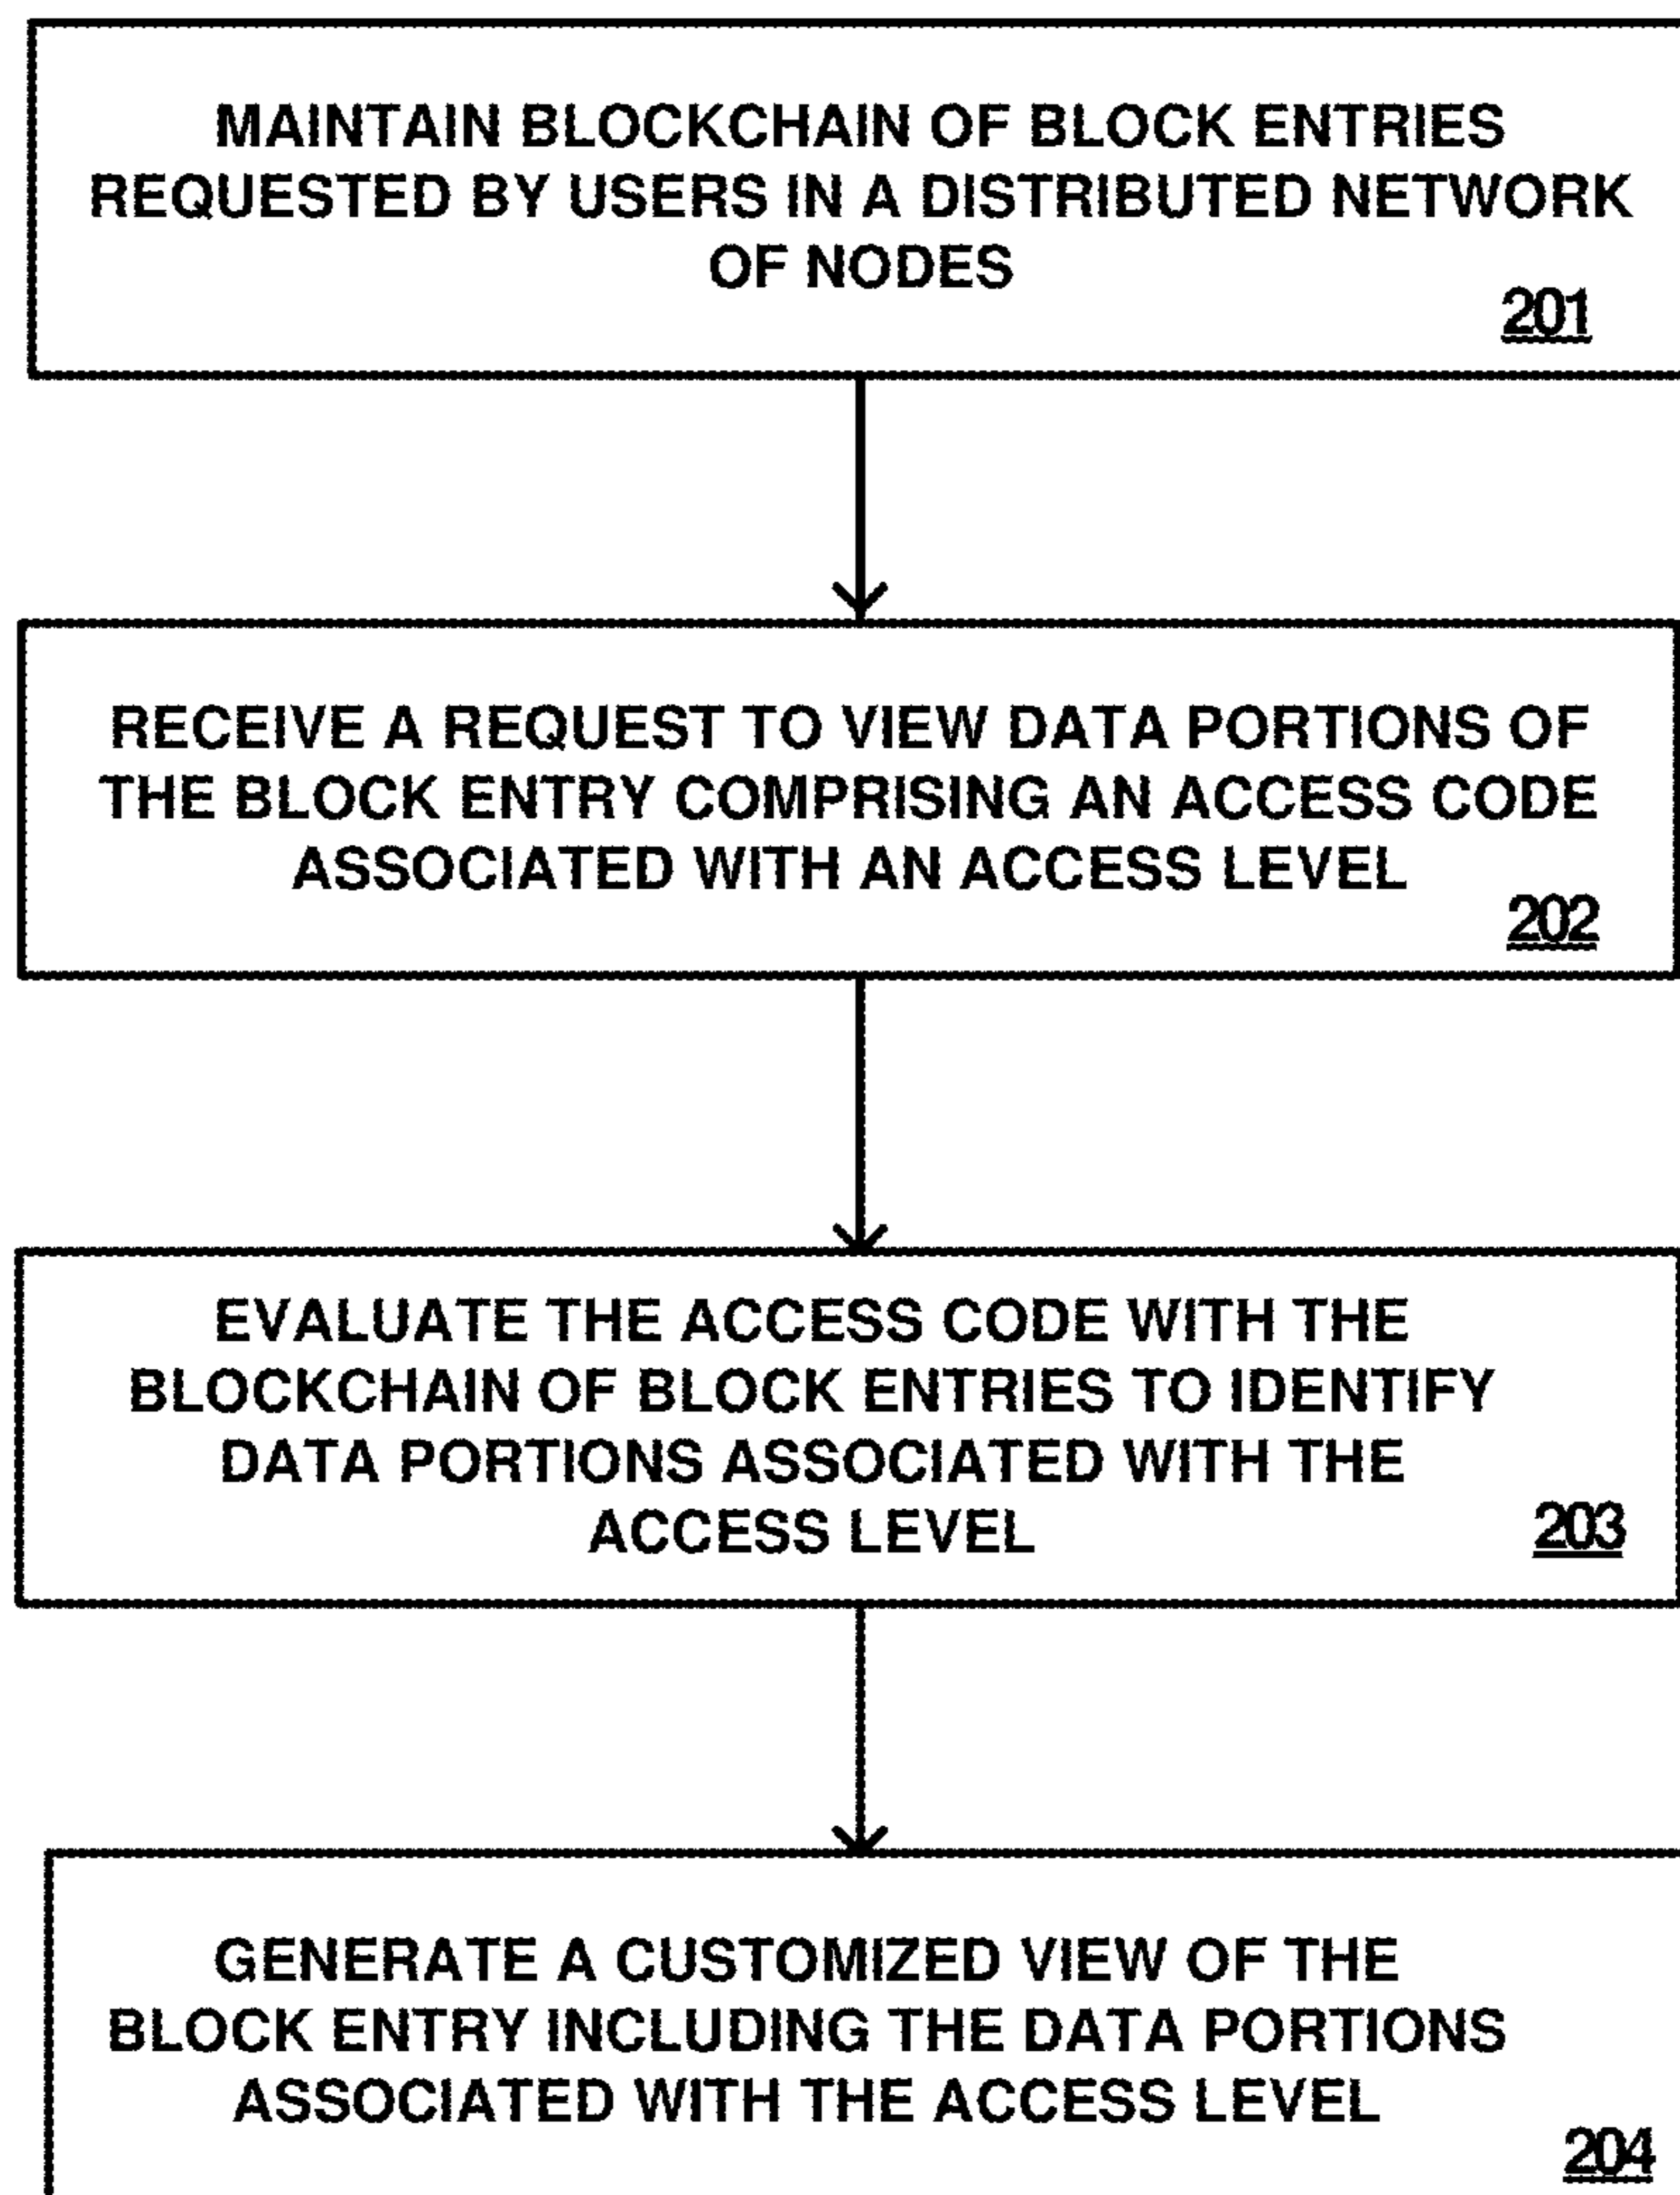 MAINTAIN BLOCKCHAIN OF BLOCK ENTRIES
REQUESTED BY USERS IN A DISTRIBUTED NETWORK
OF NODES
201
RECEIVE A REQUEST TO VIEW DATA PORTIONS OF
THE BLOCK ENTRY COMPRISING AN ACCESS CODE
ASSOCIATED WITH AN ACCESS LEVEL
202
EVALUATE THE ACCESS CODE WITH THE
BLOCKCHAIN OF BLOCK ENTRIES TO IDENTIFY
DATA PORTIONS ASSOCIATED WITH THE
ACCESS LEVEL
203
GENERATE A CUSTOMIZED VIEW OF THE
BLOCK ENTRY INCLUDING THE DATA PORTIONS
ASSOCIATED WITH THE ACCESS LEVEL
204